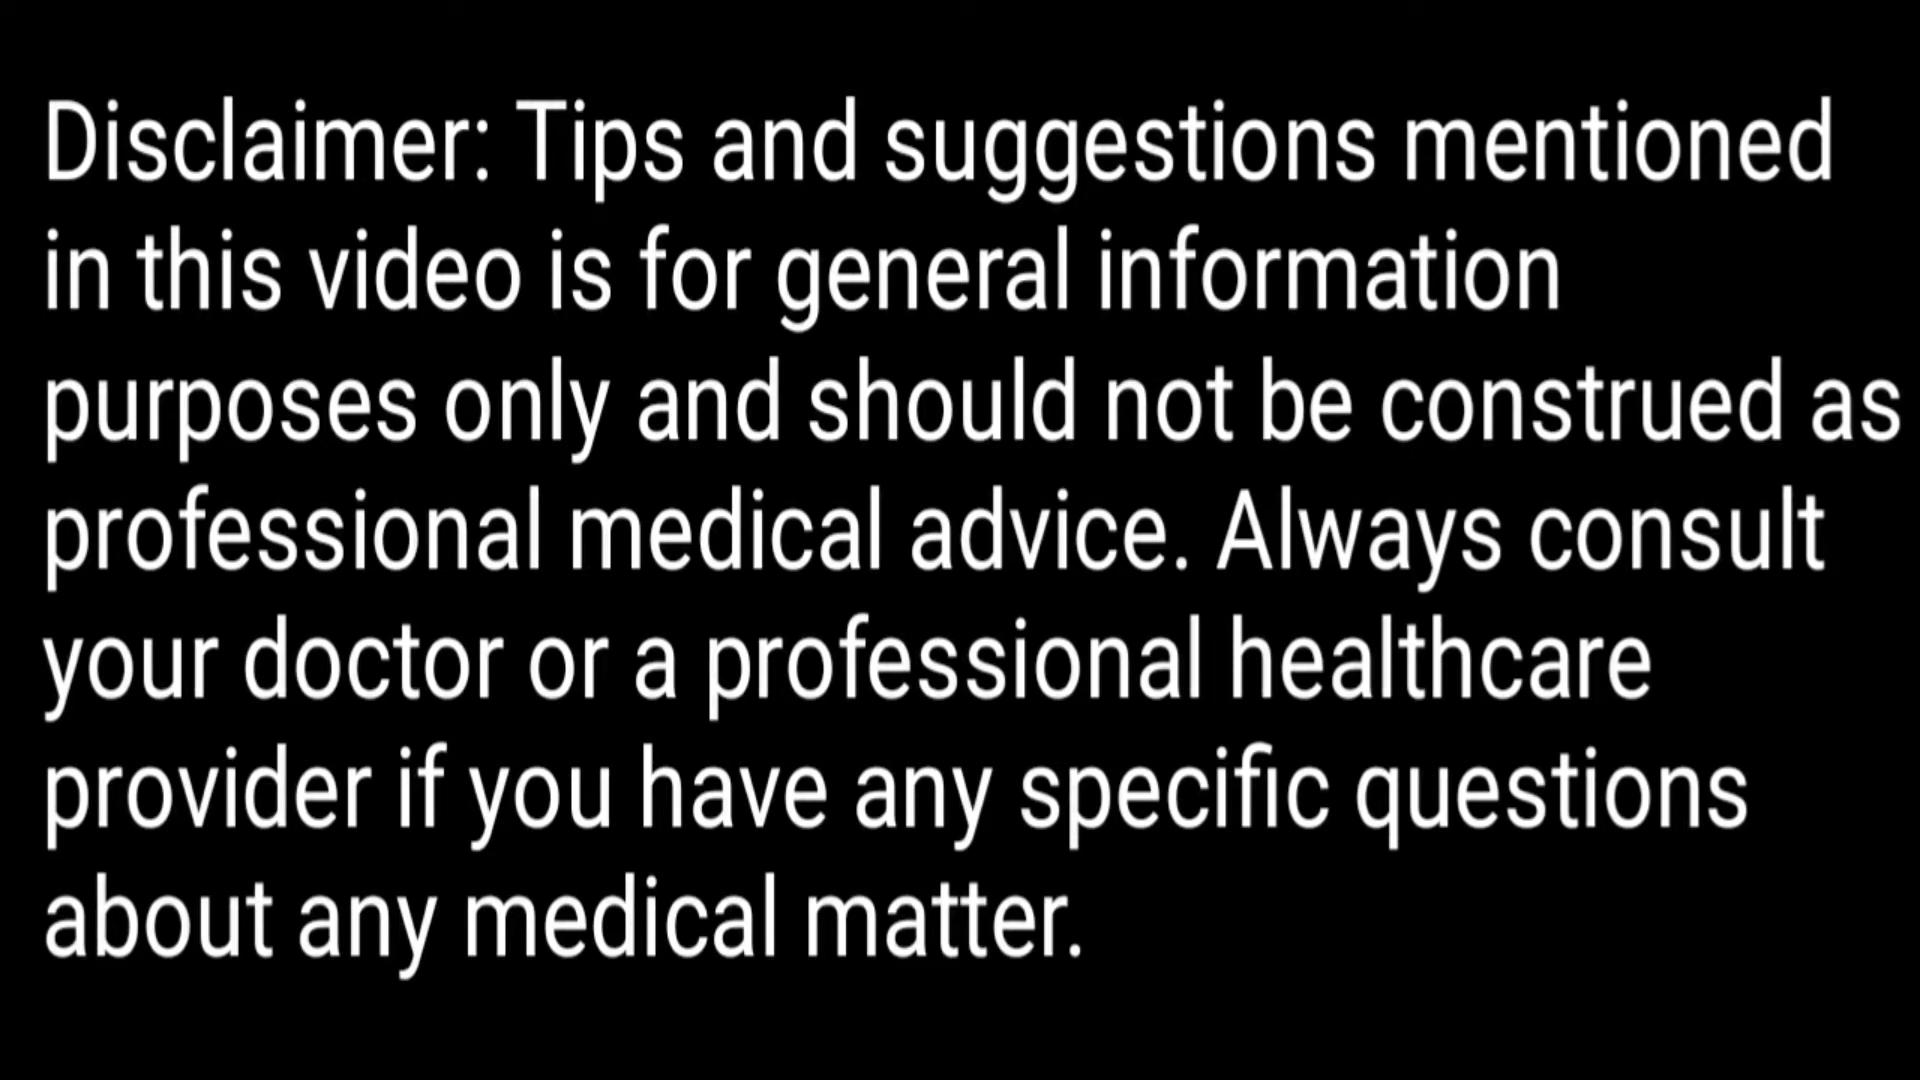 Disclaimer: Tips and suggestions mentioned
in this video is for general information
purposes only and should not be construed as
professional medical advice. Always consult
your doctor or a professional healthcare
provider if you have any specific questions
about any medical matter.